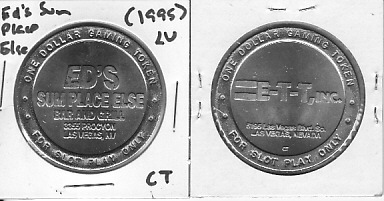 Ed's Sum
Place
Else
(1995)
LV
ONE DOLLAR GAMING TOKEN
ED'S
SUM PLACE ELSE
BAR AND GRILL
3355 PROCYON
LAS VEGAS, NV
FOR SLOT PLAY ONLY
CT
ONE DOLLAR GAMING TOKEN
E-T-T, INC.
LAS VEGAS, NEVADA
CT
FOR SLOT PLAY ONLY